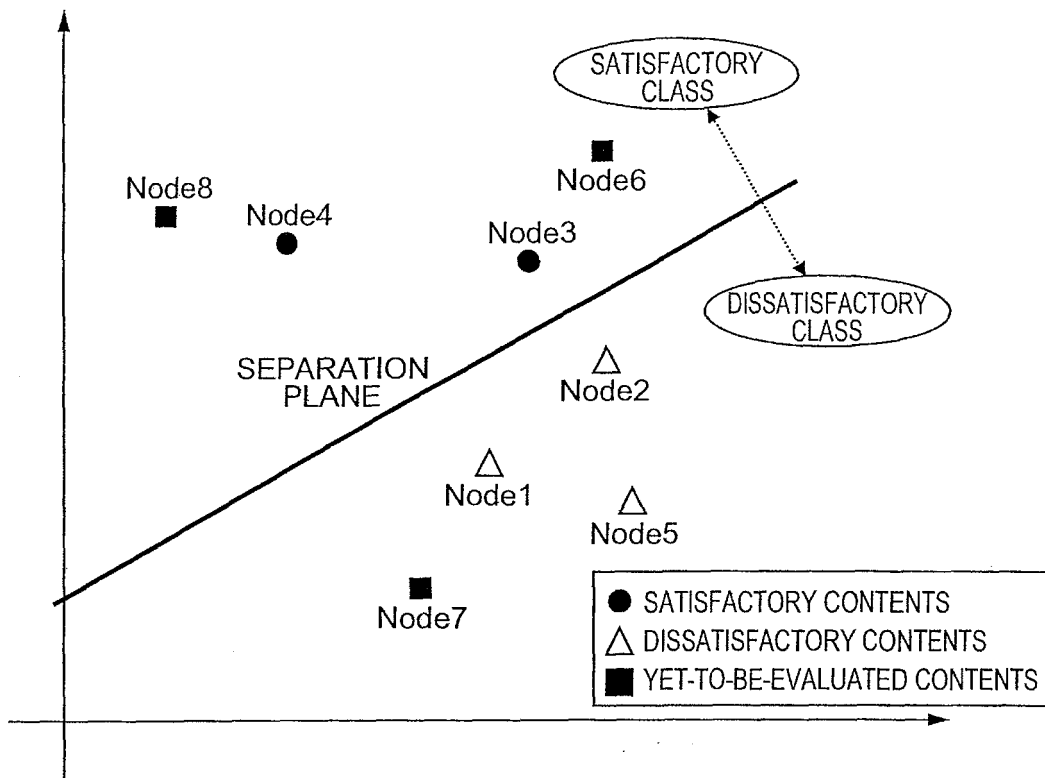 SATISFACTORY
CLASS
Node6
Node8
Node4
Node3
DISSATISFACTORY
CLASS
SEPARATION
PLANE
Node2
Node1
Node5
Node7
SATISFACTORY CONTENTS
DISSATISFACTORY CONTENTS
YET-TO-BE-EVALUATED CONTENTS